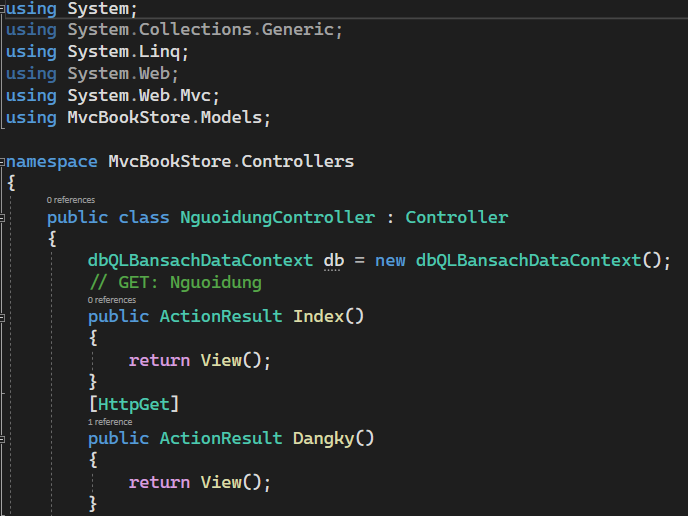 using System;
using System.Collections.Generic;
using System.Linq;
using System.Web;
using System.Web.Mvc;
using MvcBookStore.Models;
namespace MvcBookStore.Controllers
{
0 references
public class NguoidungController : Controller
{
dbQLBansachDataContext db = new dbQLBansachDataContext();
// GET: Nguoidung
0 references
public ActionResult Index()
{
return View();
}
[HttpGet]
1 reference
public ActionResult Dangky()
{
return View();
}